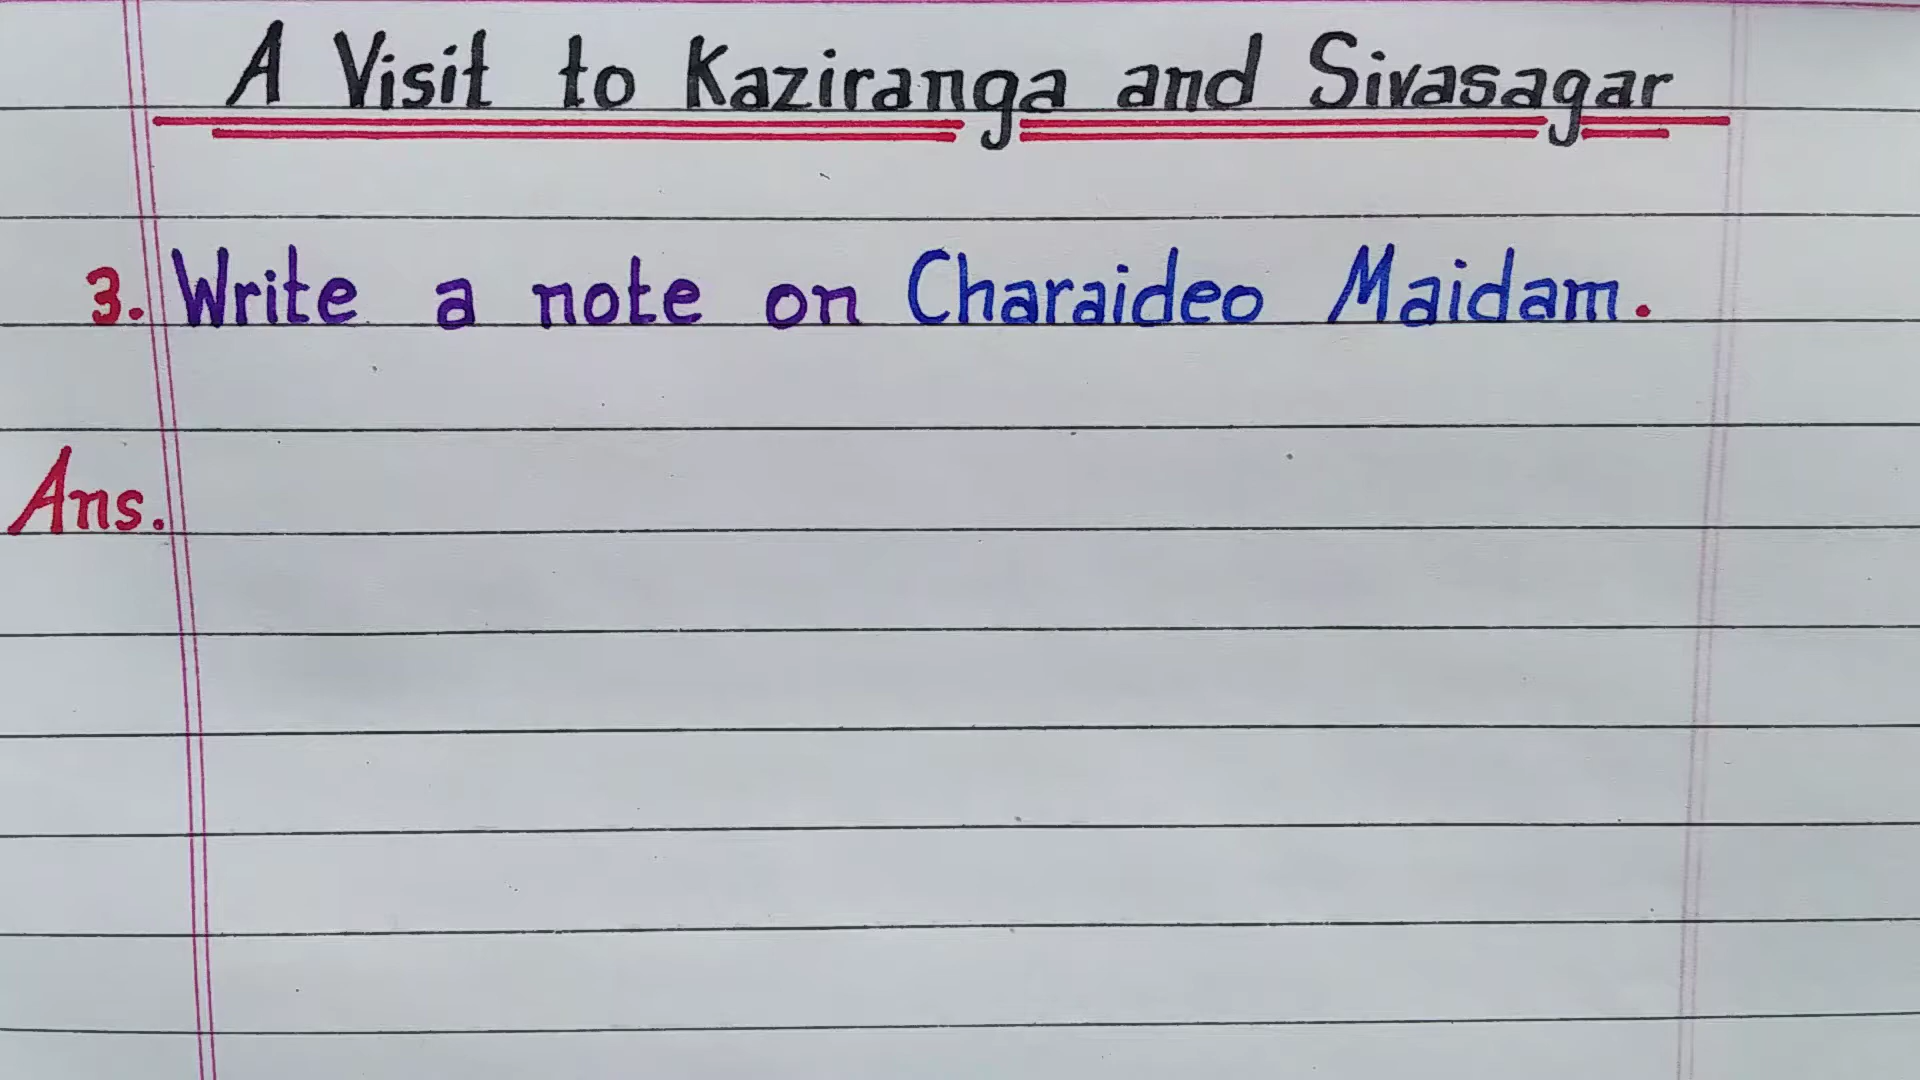 A Visit to Kaziranga and Sivasagar
3. Write a note on Charaideo Maidam.
Ans.